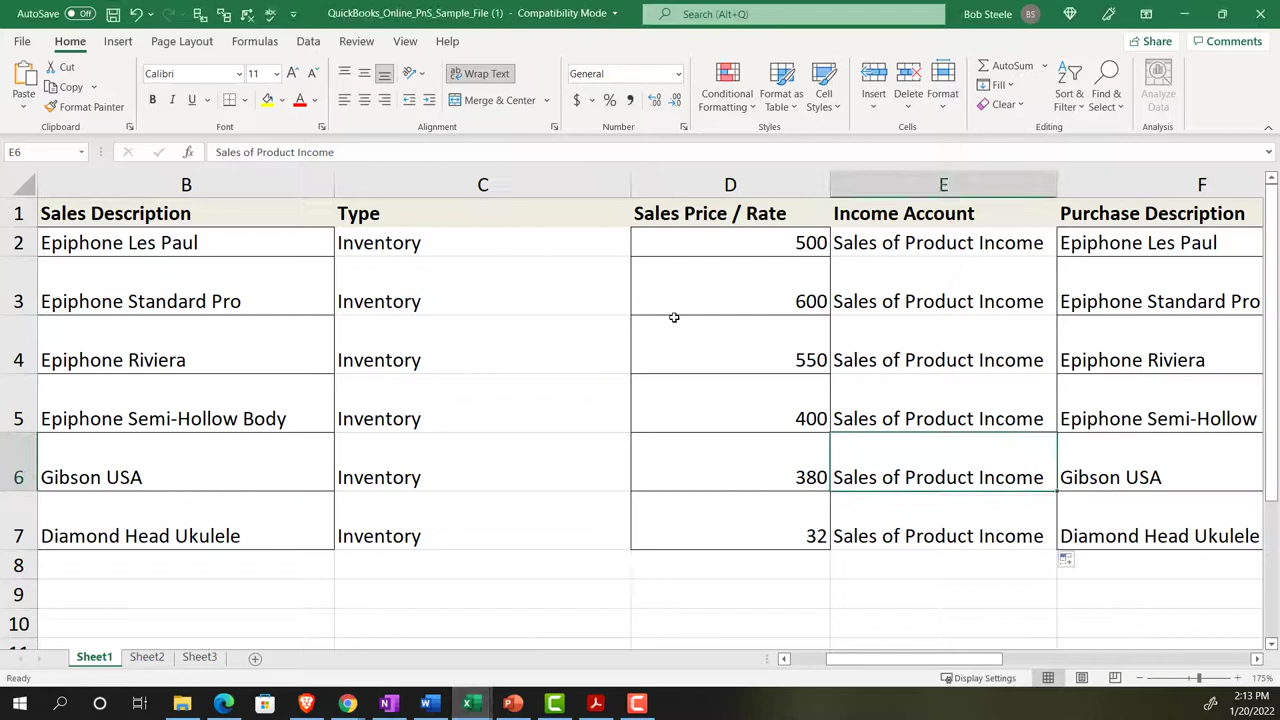 AutoSave Off QuickBooks_Online_PnS_Sample_File (1) - Compatibility Mode Search (Alt+Q) Bob Steele BS
File Home Insert Page Layout Formulas Data Review View Help Share Comments
Paste Cut Copy Format Painter Calibri 11 Wrap Text Merge & Center General Conditional Formatting Format as Table Cell Styles Insert Delete Format AutoSum Fill Clear Sort & Filter Find & Select Analyze Data
Clipboard Font Alignment Number Styles Cells Editing Analysis
E6 fx Sales of Product Income
B C D E F
1 Sales Description Type Sales Price / Rate Income Account Purchase Description
2 Epiphone Les Paul Inventory 500 Sales of Product Income Epiphone Les Paul
3 Epiphone Standard Pro Inventory 600 Sales of Product Income Epiphone Standard Pro
4 Epiphone Riviera Inventory 550 Sales of Product Income Epiphone Riviera
5 Epiphone Semi-Hollow Body Inventory 400 Sales of Product Income Epiphone Semi-Hollow
6 Gibson USA Inventory 380 Sales of Product Income Gibson USA
7 Diamond Head Ukulele Inventory 32 Sales of Product Income Diamond Head Ukulele
8
9
10
Sheet1 Sheet2 Sheet3
Ready Display Settings 175%
2:13 PM
1/20/2022